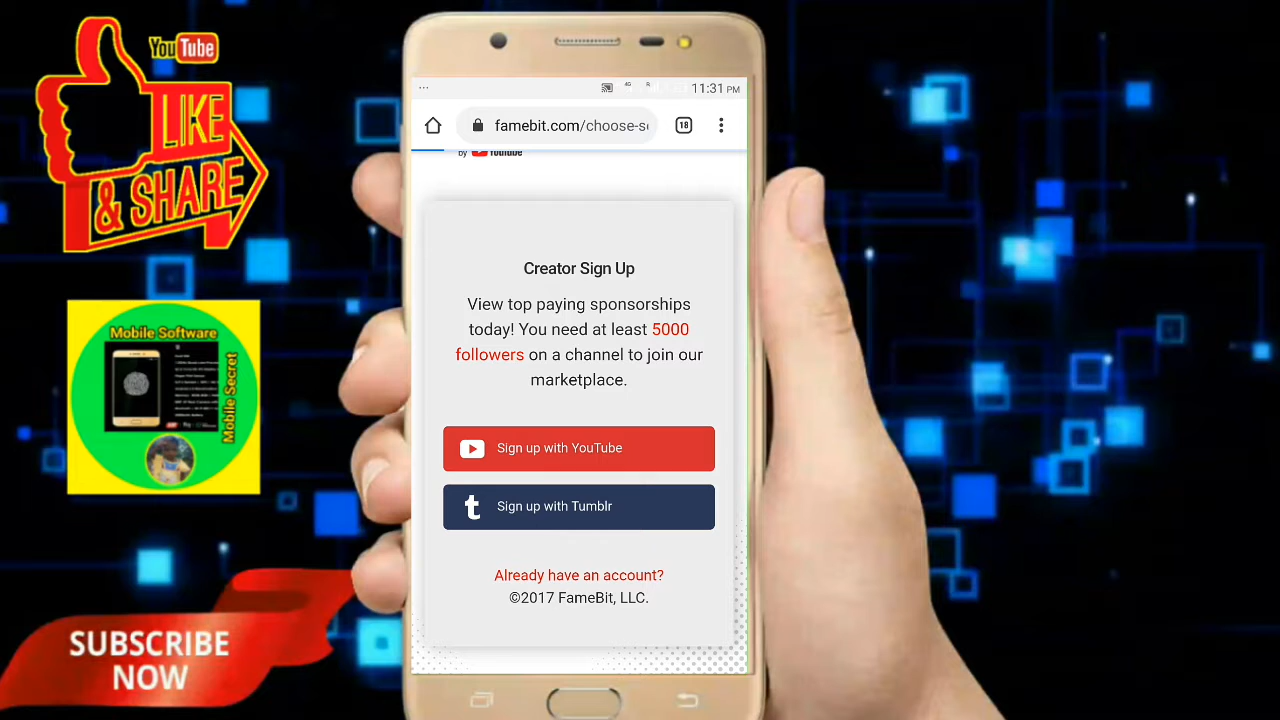 YouTube
LIKE
& SHARE
Mobile Software
Mobile Secret
SUBSCRIBE
NOW
11:31 PM
famebit.com/choose-s
18
by YouTube
Creator Sign Up
View top paying sponsorships
today! You need at least 5000
followers on a channel to join our
marketplace.
Sign up with YouTube
Sign up with Tumblr
Already have an account?
©2017 FameBit, LLC.